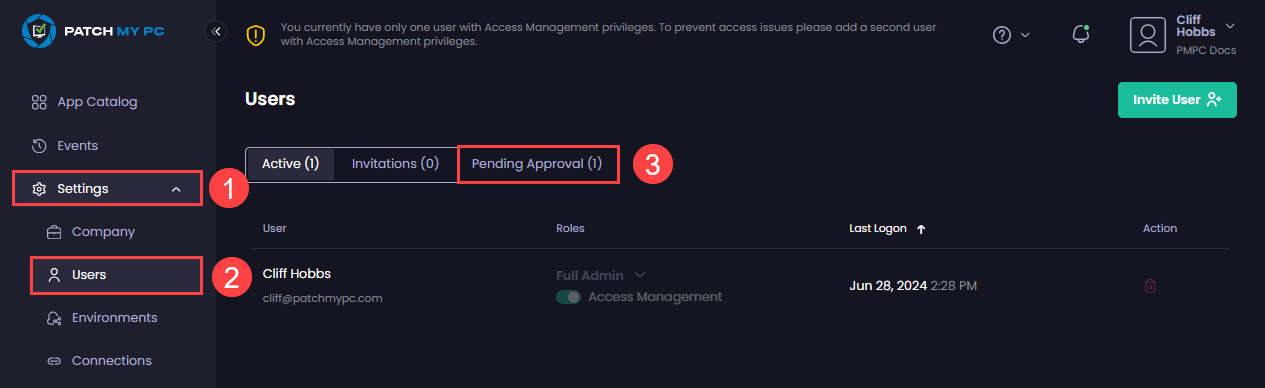 PATCH MY PC
You currently have only one user with Access Management privileges. To prevent access issues please add a second user
with Access Management privileges.
Cliff
Hobbs
PMPC Docs
App Catalog
Events
Settings
1
Company
Users
2
Environments
Connections
Users
Invite User
Active (1)
Invitations (0)
Pending Approval (1)
3
User
Roles
Last Logon
Action
Cliff Hobbs
cliff@patchmypc.com
Full Admin
Access Management
Jun 28, 2024 2:28 PM